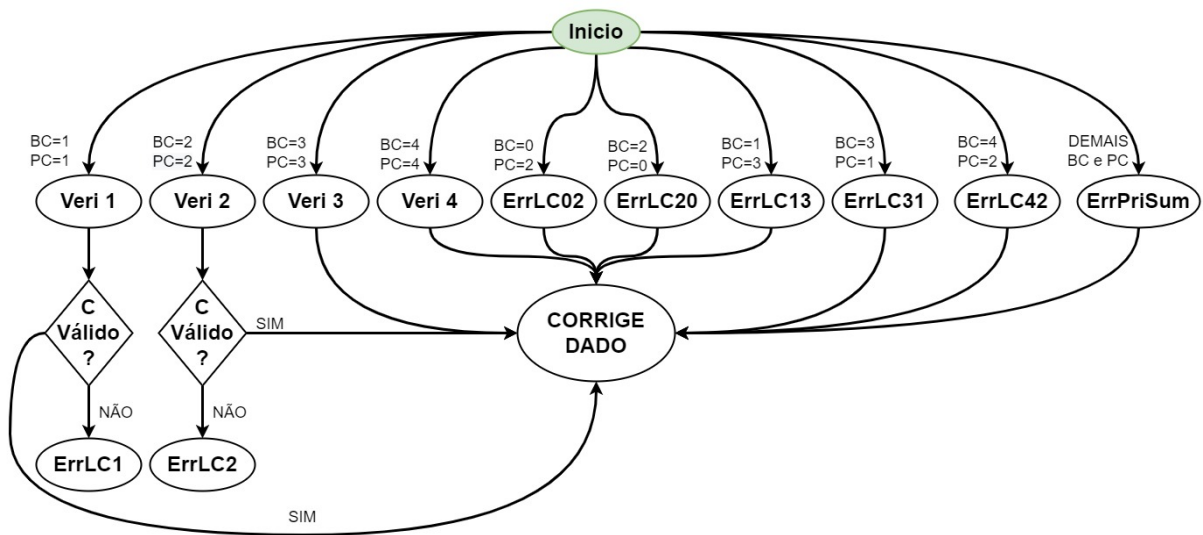 Inicio
BC=1
PC=1
BC=2
PC=2
BC=3
PC=3
BC=4
PC=4
BC=0
PC=2
BC=2
PC=0
BC=1
PC=3
BC=3
PC=1
BC=4
PC=2
DEMAIS
BC e PC
Veri 1
Veri 2
Veri 3
Veri 4
ErrLC02
ErrLC20
ErrLC13
ErrLC31
ErrLC42
ErrPriSum
C
Válido
?
C
Válido
?
SIM
CORRIGE
DADO
NÃO
NÃO
ErrLC1
ErrLC2
SIM